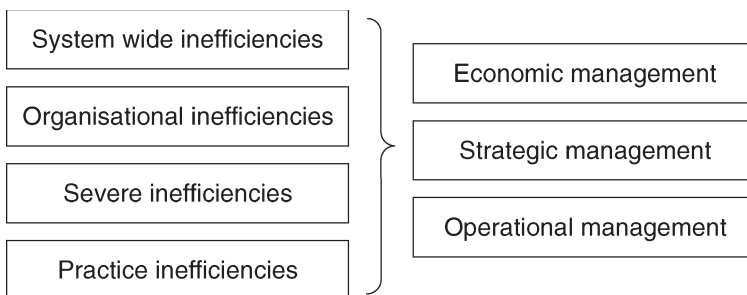 System wide inefficiencies
Organisational inefficiencies
Severe inefficiencies
Practice inefficiencies
Economic management
Strategic management
Operational management